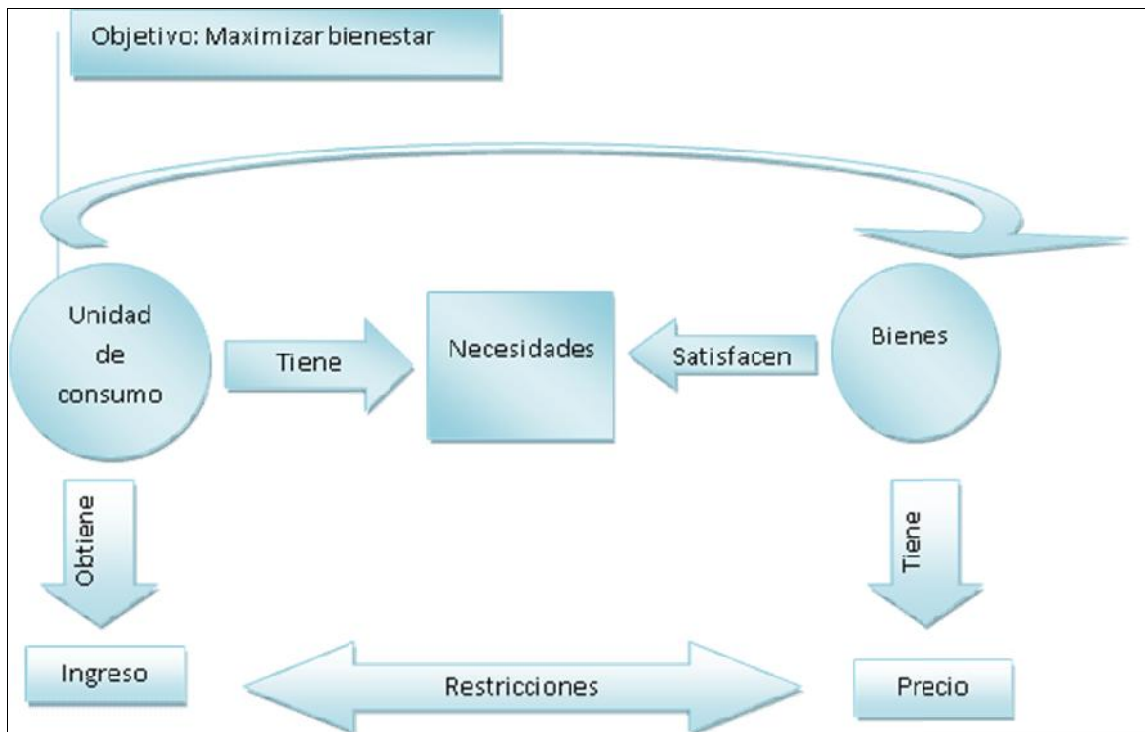 Objetivo: Maximizar bienestar
Unidad
de
consumo
Tiene
Necesidades
Satisfacen
Bienes
Obtiene
Tiene
Ingreso
Restricciones
Precio